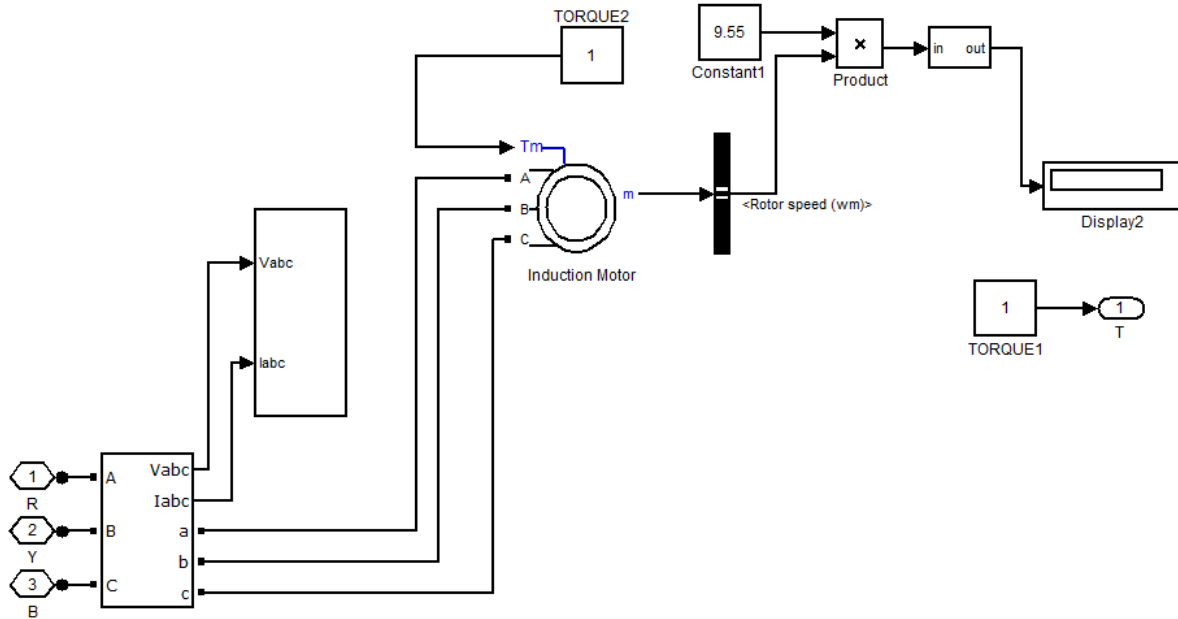 TORQUE2
1
9.55
Constant1
×
Product
in out
Display2
Tm
A
B
C
m
<Rotor speed (wm)>
Induction Motor
1
TORQUE1
1
T
Vabc
Iabc
1
R
2
Y
3
B
A
B
C
Vabc
Iabc
a
b
c